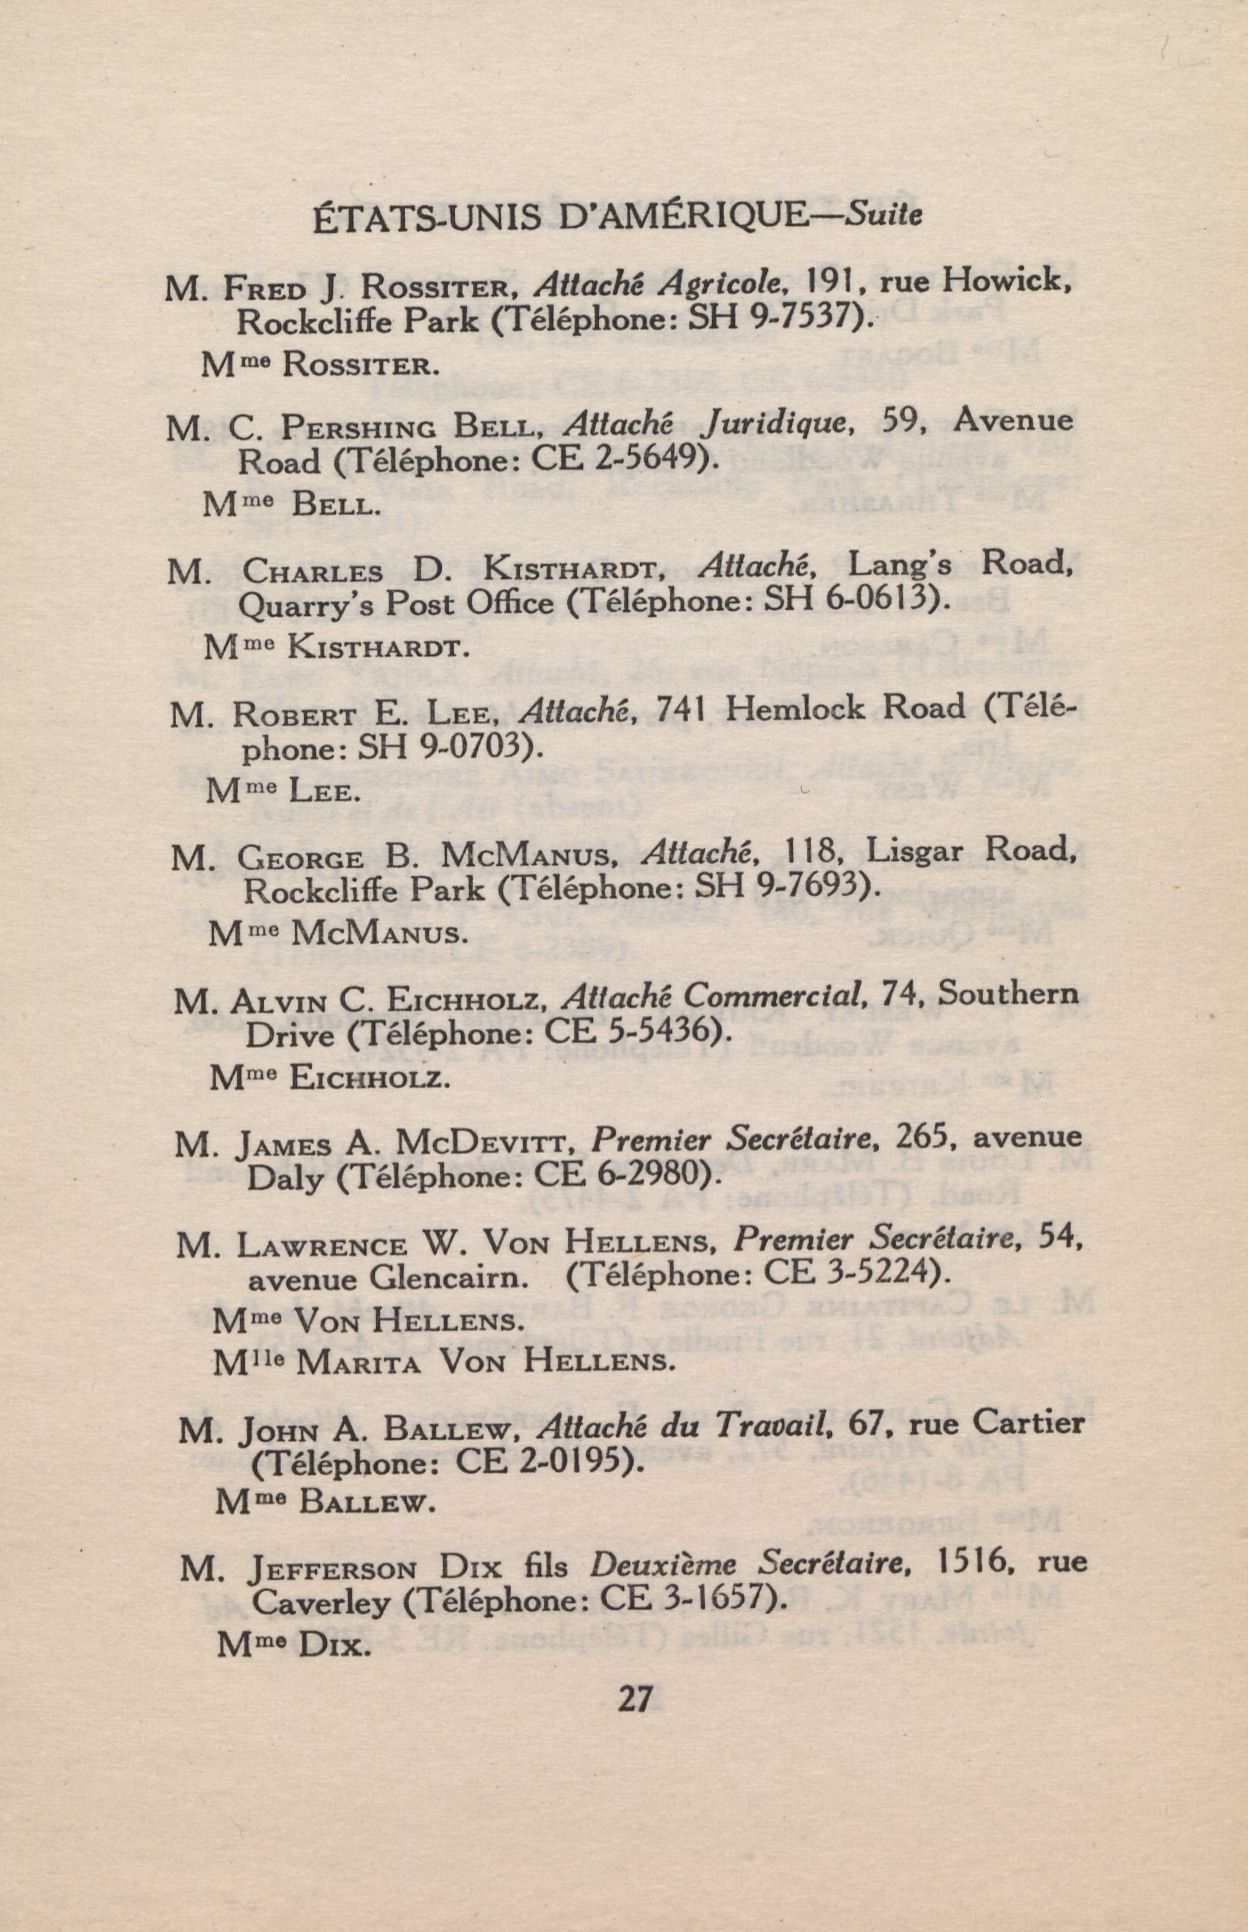 ÉTATS-UNIS D'AMÉRIQUE—Suite
M. FRED J. ROSSITER, Attaché Agricole, 191, rue Howick,
Rockcliffe Park (Téléphone: SH 9-7537).
Mme ROSSITER.
M. C. PERSHING BELL, Attaché Juridique, 59, Avenue
Road (Téléphone: CE 2-5649).
Mme BELL.
M. CHARLES D. KISTHARDT, Attaché, Lang's Road,
Quarry's Post Office (Téléphone: SH 6-0613).
Mme KISTHARDT.
M. ROBERT E. LEE, Attaché, 741 Hemlock Road (Télé-
phone: SH 9-0703).
Mme LEE.
M. GEORGE B. MCMANUS, Attaché, 118, Lisgar Road,
Rockcliffe Park (Téléphone: SH 9-7693).
Mme MCMANUS.
M. ALVIN C. EICHHOLZ, Attaché Commercial, 74, Southern
Drive (Téléphone: CE 5-5436).
Mme EICHHOLZ.
M. JAMES A. MCDEVITT, Premier Secrétaire, 265, avenue
Daly (Téléphone: CE 6-2980).
M. LAWRENCE W. VON HELLENS, Premier Secrétaire, 54,
avenue Glencairn. (Téléphone: CE 3-5224).
Mme VON HELLENS.
Mlle MARITA VON HELLENS.
M. JOHN A. BALLEW, Attaché du Travail, 67, rue Cartier
(Téléphone: CE 2-0195).
Mme BALLEW.
M. JEFFERSON DIX fils Deuxième Secrétaire, 1516, rue
Caverley (Téléphone: CE 3-1657).
Mme DIX.
27